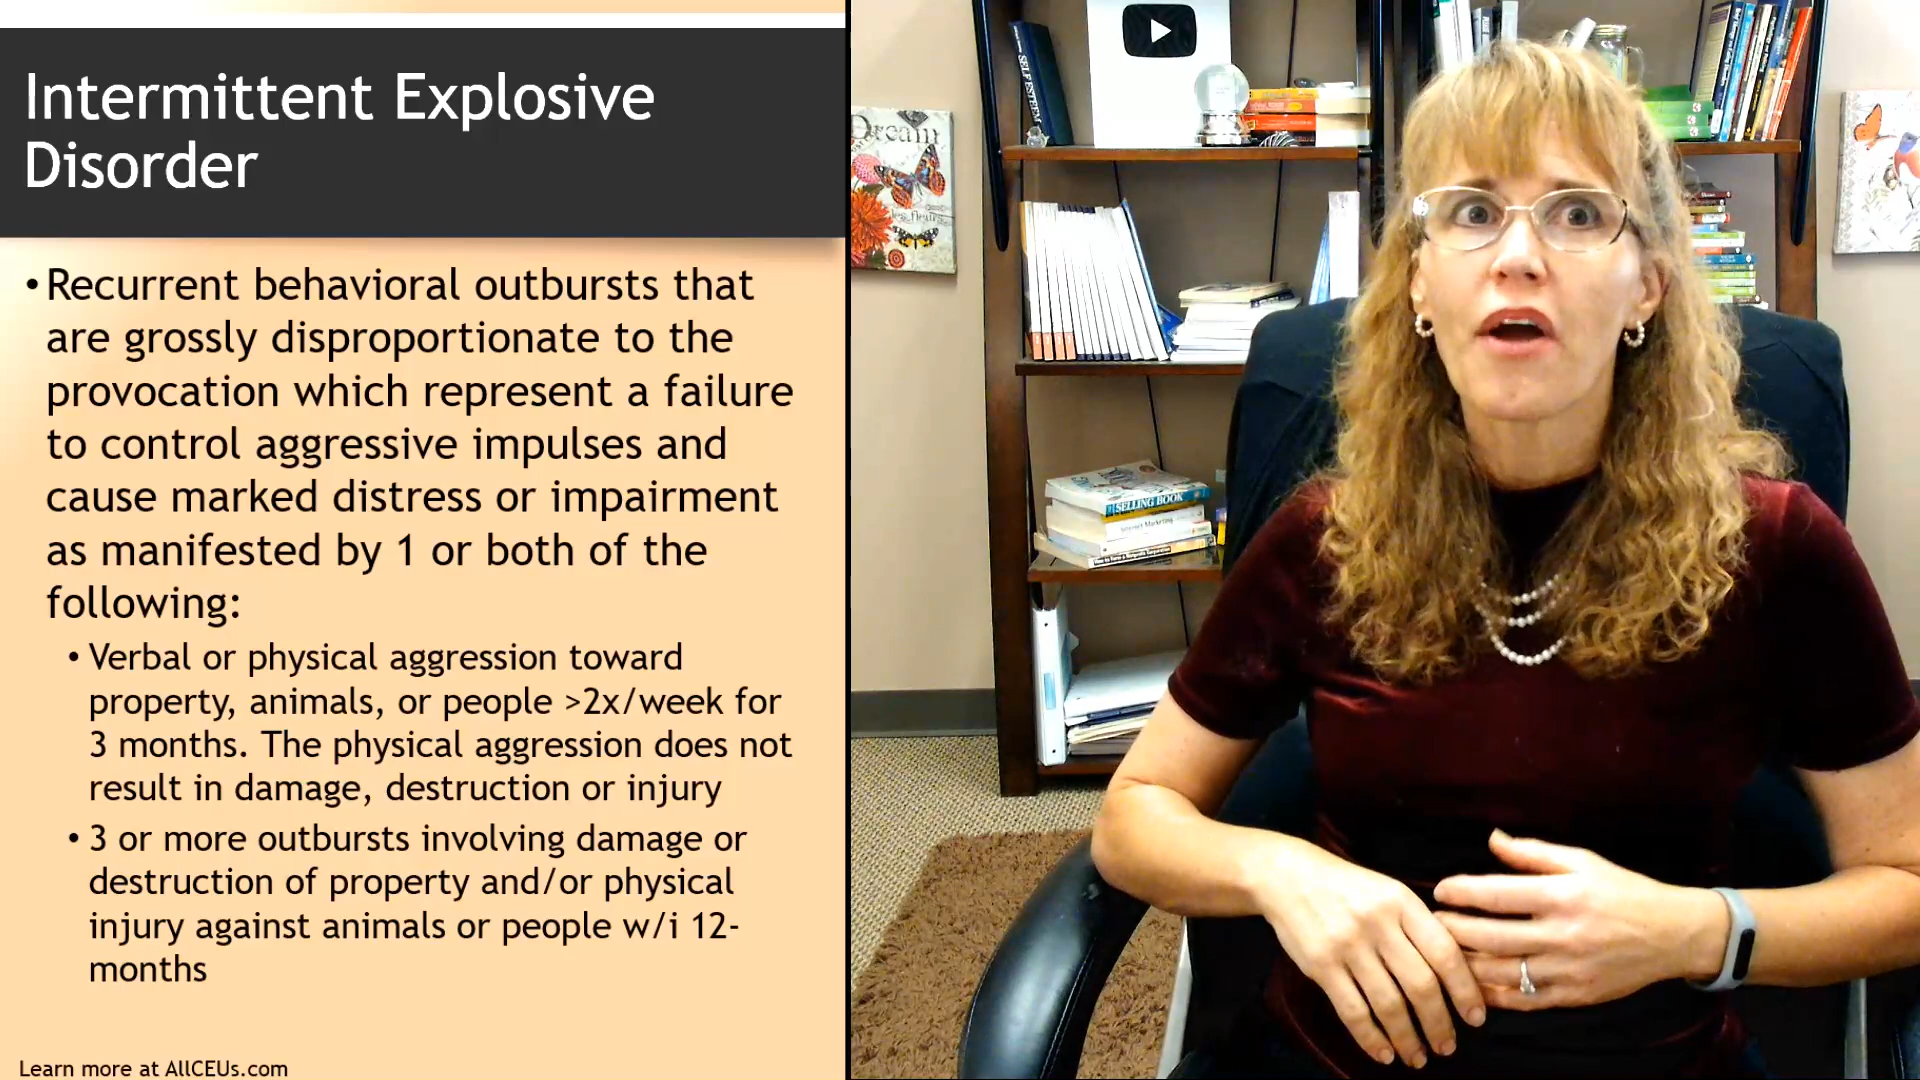 Intermittent Explosive
Disorder
•Recurrent behavioral outbursts that
are grossly disproportionate to the
provocation which represent a failure
to control aggressive impulses and
cause marked distress or impairment
as manifested by 1 or both of the
following:
• Verbal or physical aggression toward
property, animals, or people >2x/week for
3 months. The physical aggression does not
result in damage, destruction or injury
• 3 or more outbursts involving damage or
destruction of property and/or physical
injury against animals or people w/i 12-
months
Learn more at AllCEUs.com
SELF ESTEEM
Dream
les fleurs
SELLING BOOK
Internet Marketing